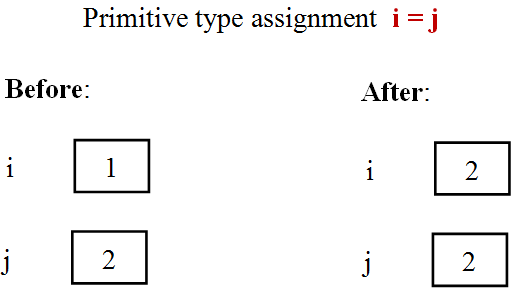 Primitive type assignment i = j
Before:
After:
i 1
i 2
j 2
j 2